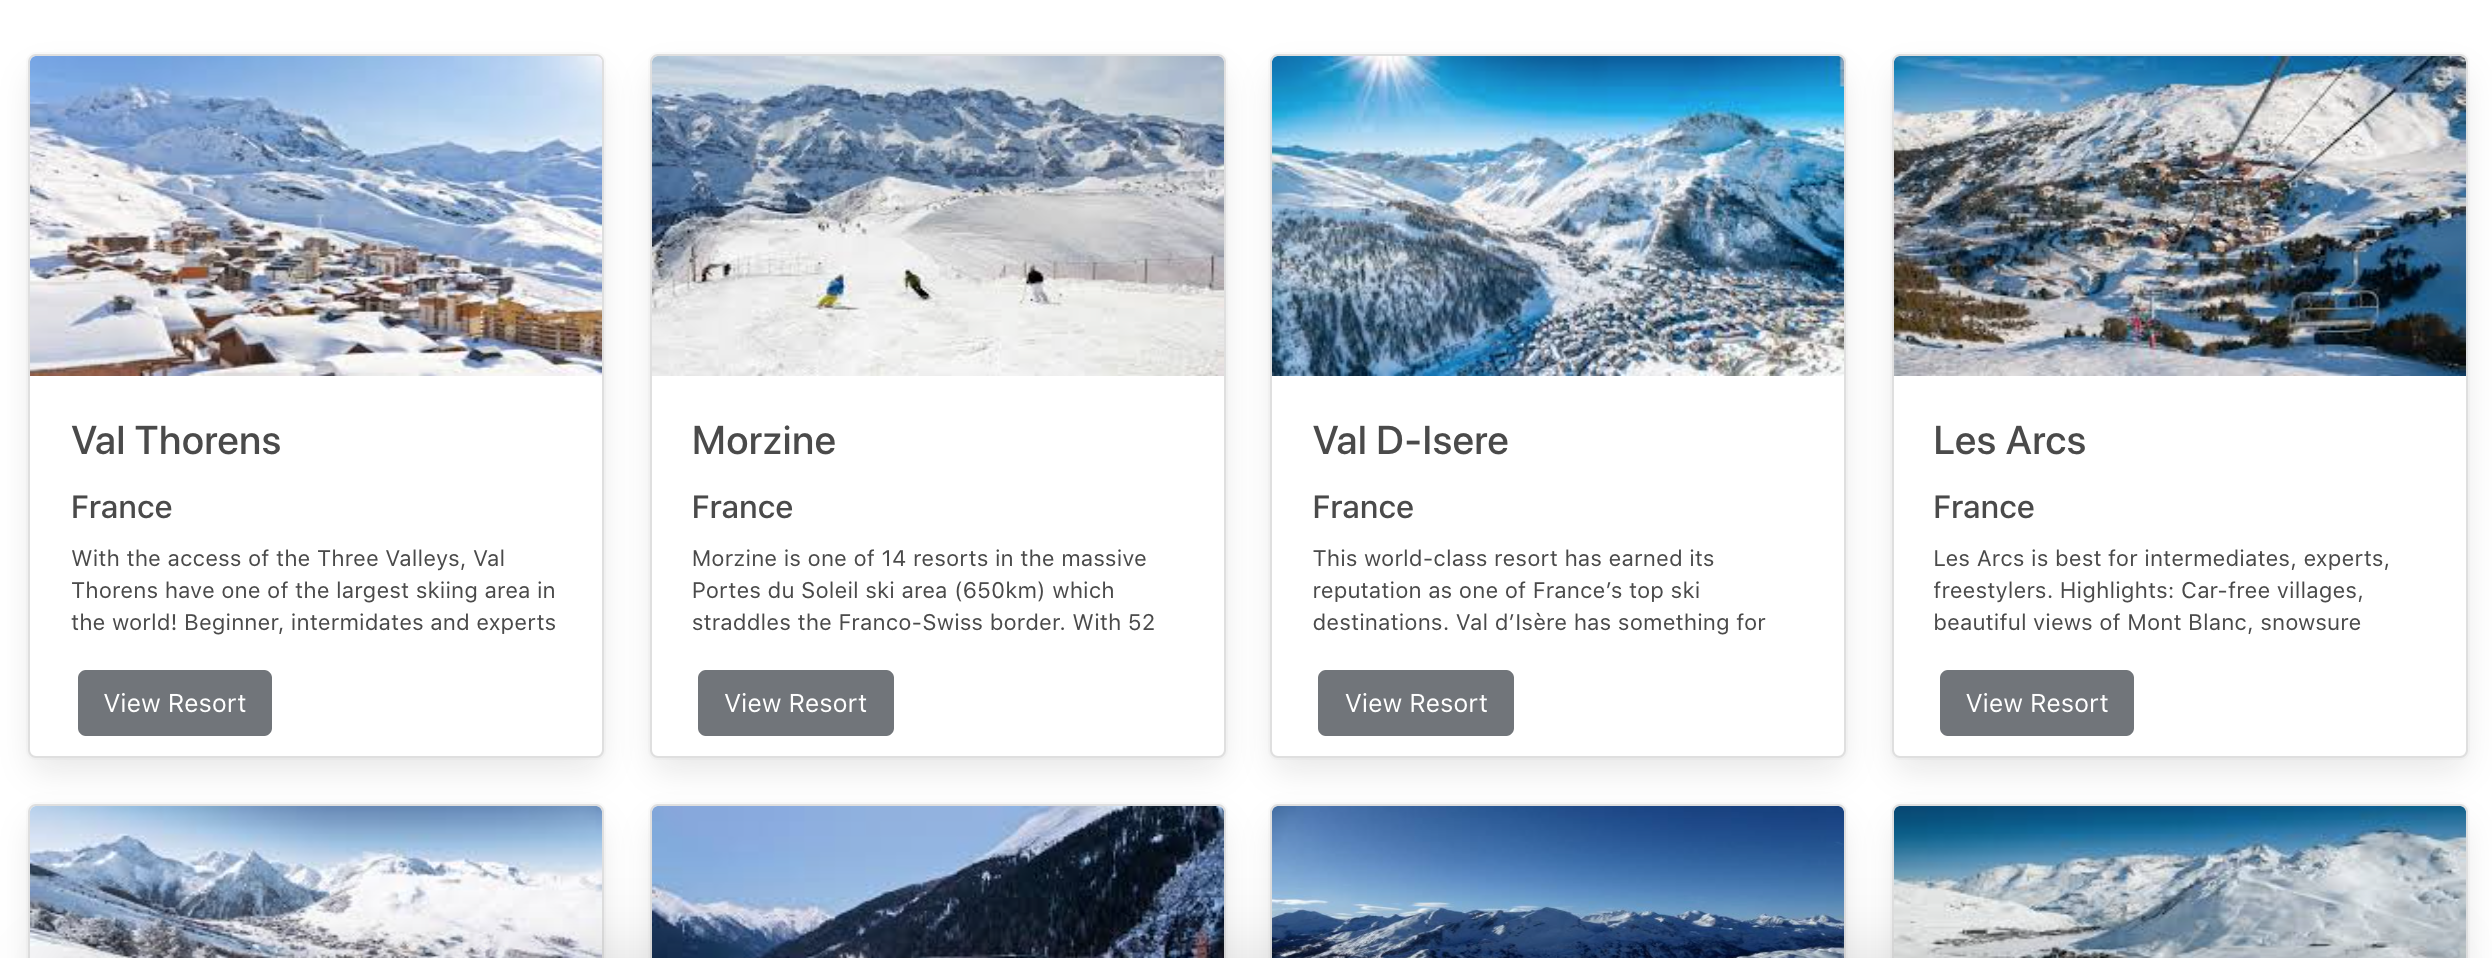 Val Thorens
France
With the access of the Three Valleys, Val
Thorens have one of the largest skiing area in
the world! Beginner, intermidates and experts
View Resort
Morzine
France
Morzine is one of 14 resorts in the massive
Portes du Soleil ski area (650km) which
straddles the Franco-Swiss border. With 52
View Resort
Val D-Isere
France
This world-class resort has earned its
reputation as one of France’s top ski
destinations. Val d’Isère has something for
View Resort
Les Arcs
France
Les Arcs is best for intermediates, experts,
freestylers. Highlights: Car-free villages,
beautiful views of Mont Blanc, snowsure
View Resort